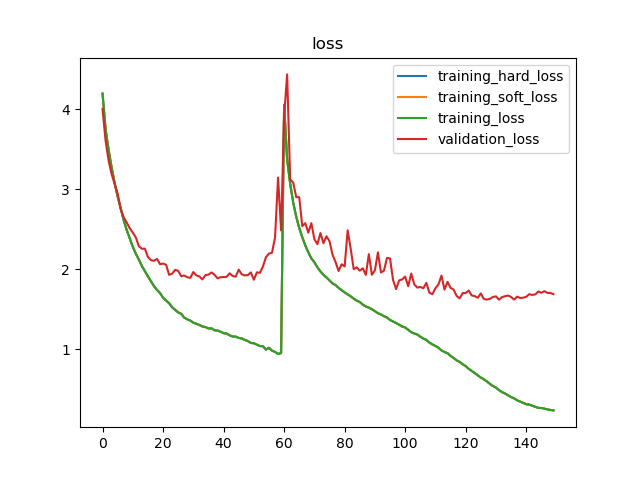 loss
training_hard_loss
training_soft_loss
training_loss
validation_loss
4
3
2
1
0 20 40 60 80 100 120 140